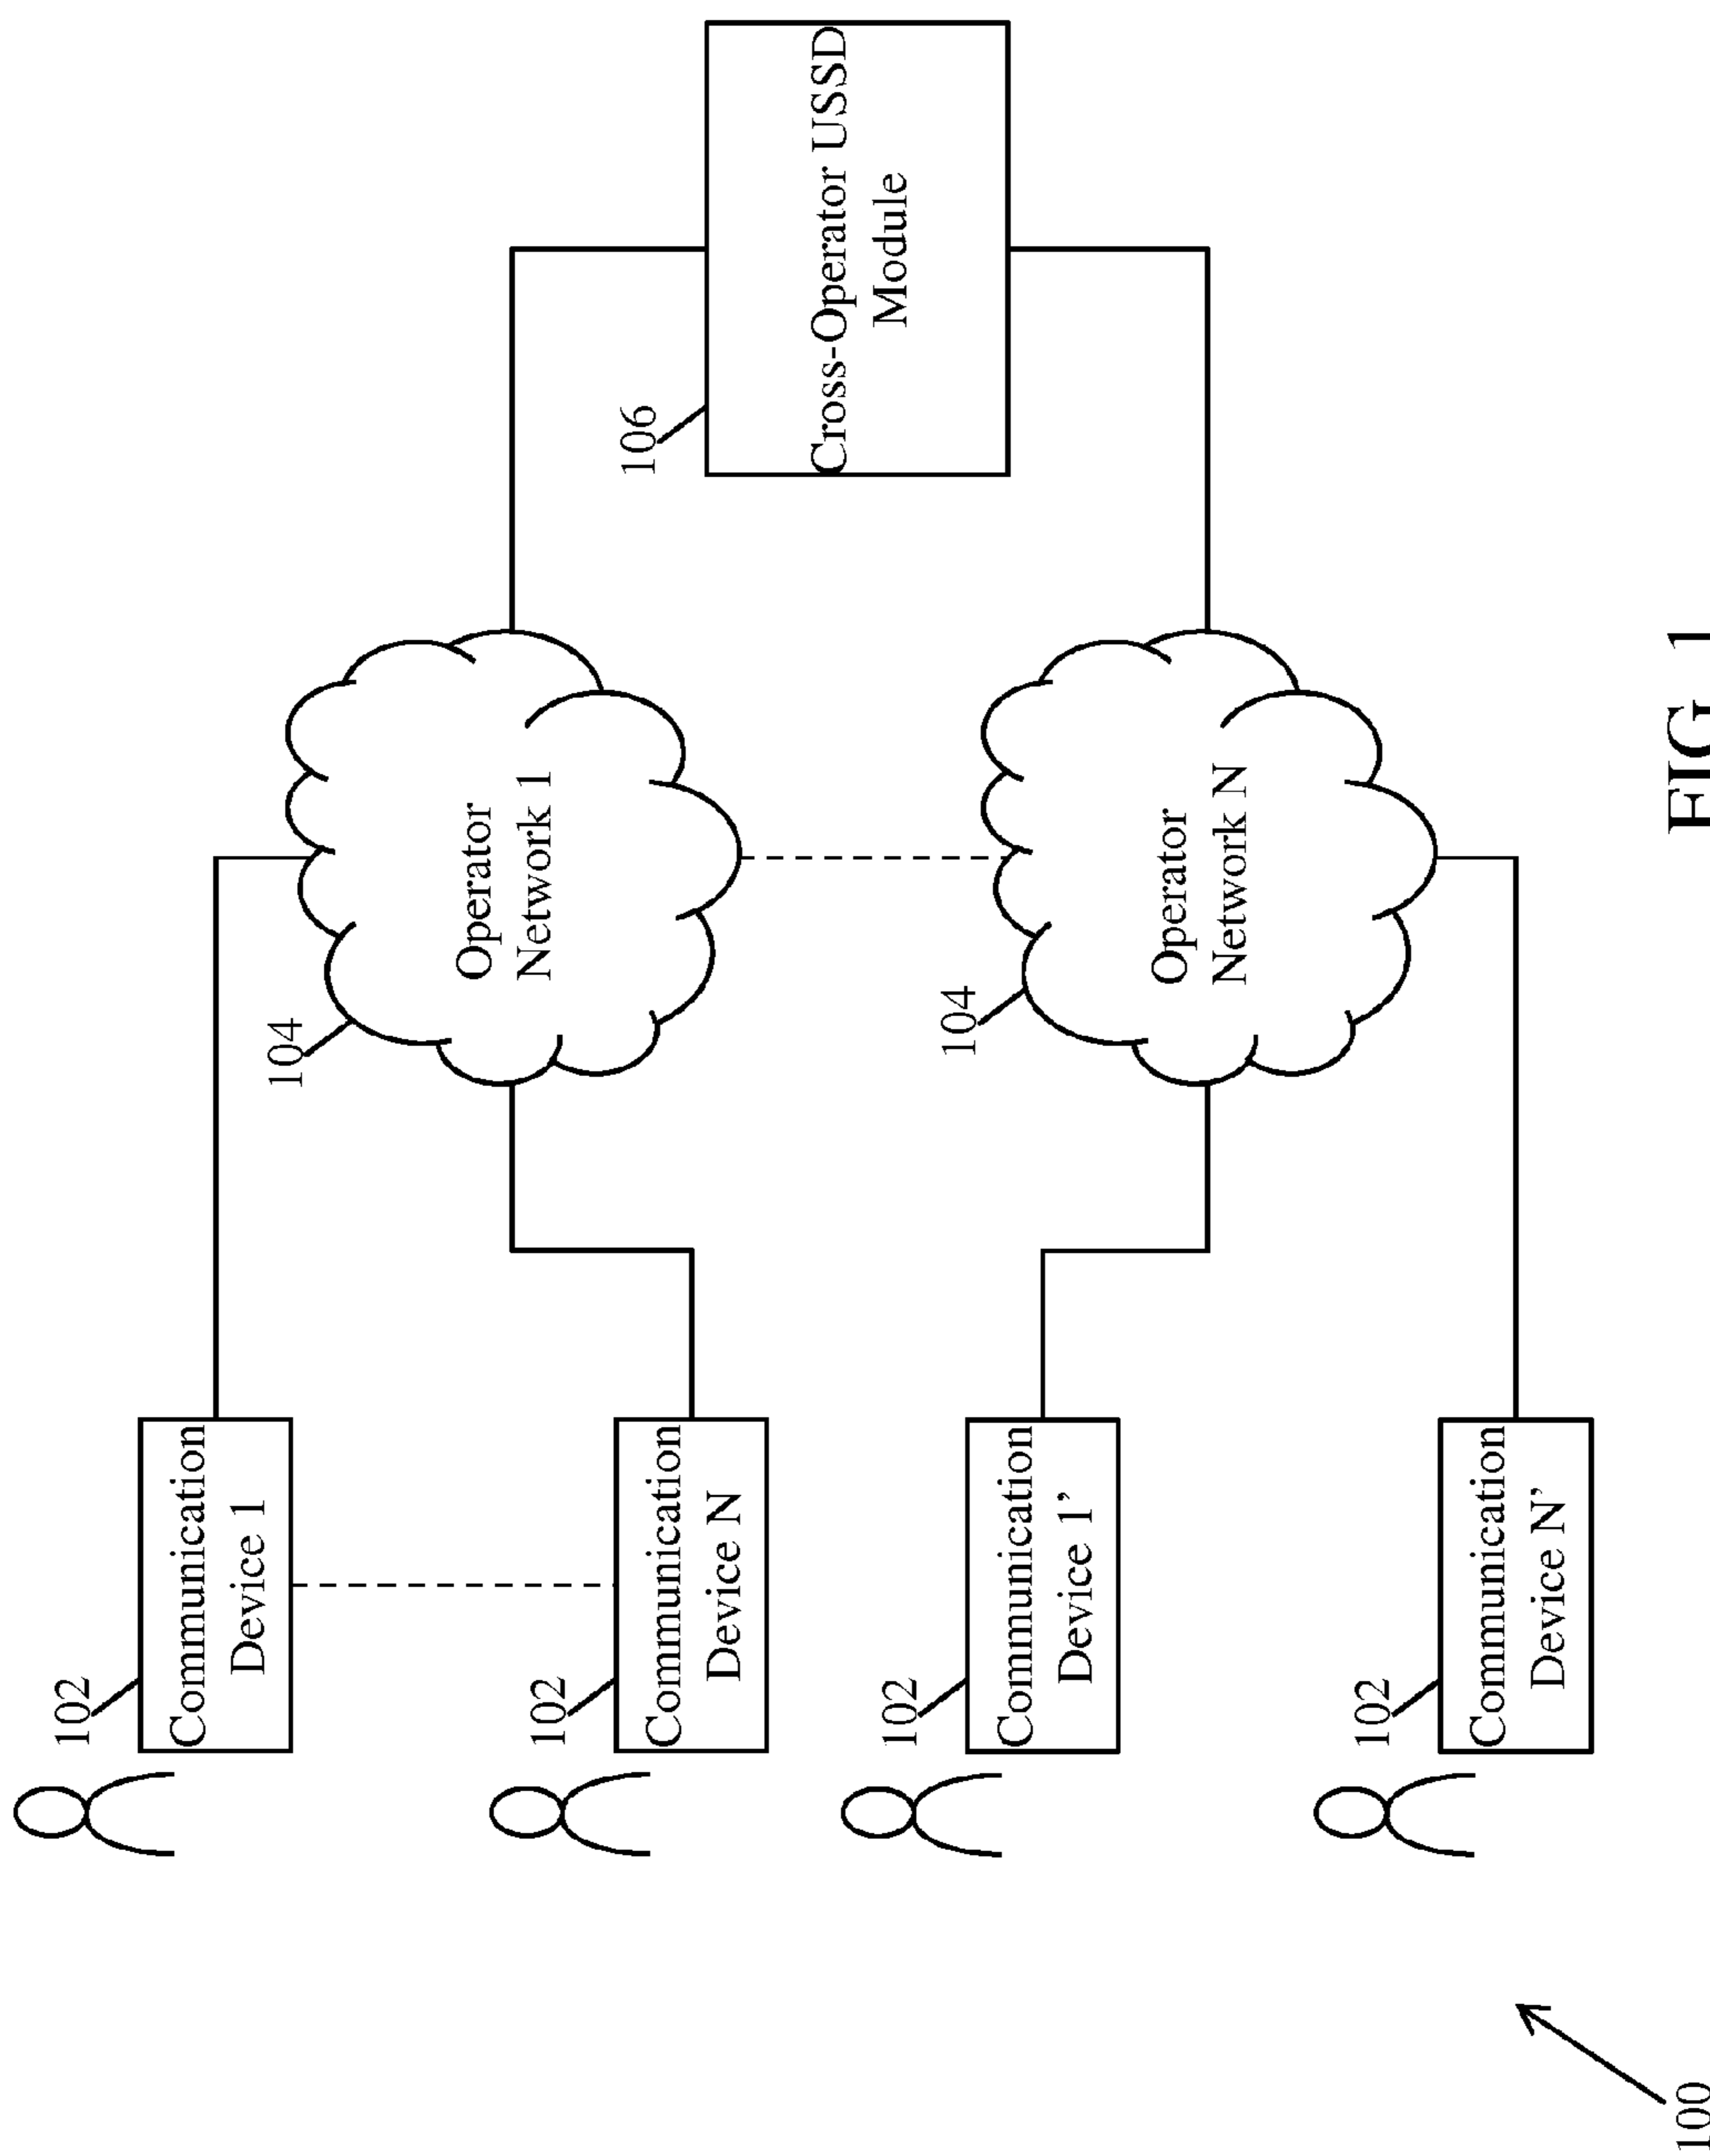 102
Communication
Device 1
102
Communication
Device N
102
Communication
Device 1’
102
Communication
Device N’
104
Operator
Network 1
104
Operator
Network N
106
Cross-Operator USSD
Module
100
FIG. 1